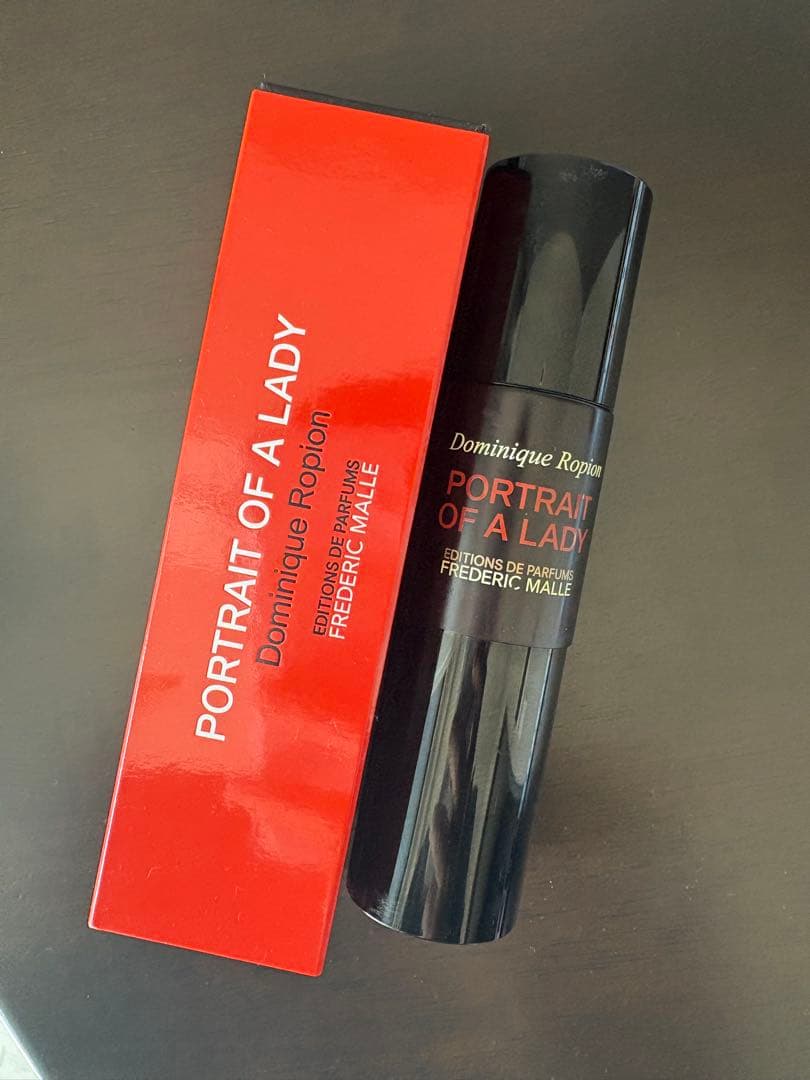 PORTRAIT OF A LADY
Dominique Ropion
EDITIONS DE PARFUMS
FREDERIC MALLE
Dominique Ropion
PORTRAIT
OF A LADY
EDITIONS DE PARFUMS
FREDERIC MALLE